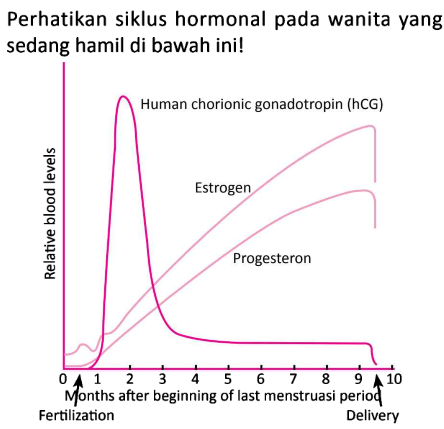 Perhatikan siklus hormonal pada wanita yang
sedang hamil di bawah ini!
Human chorionic gonadotropin (hCG)
Estrogen
Progesteron
Relative blood levels
0 1 2 3 4 5 6 7 8 9 10
Months after beginning of last menstruasi period
Fertilization
Delivery